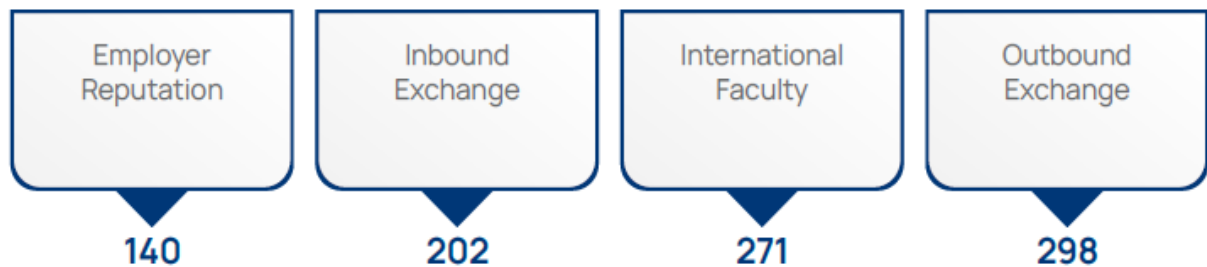 Employer
Reputation
Inbound
Exchange
International
Faculty
Outbound
Exchange
140
202
271
298